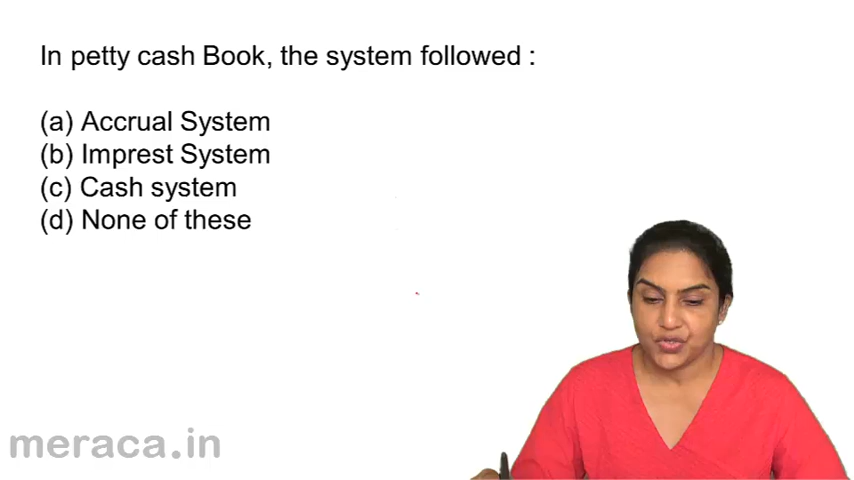 In petty cash Book, the system followed :
(a) Accrual System
(b) Imprest System
(c) Cash system
(d) None of these
meraca.in